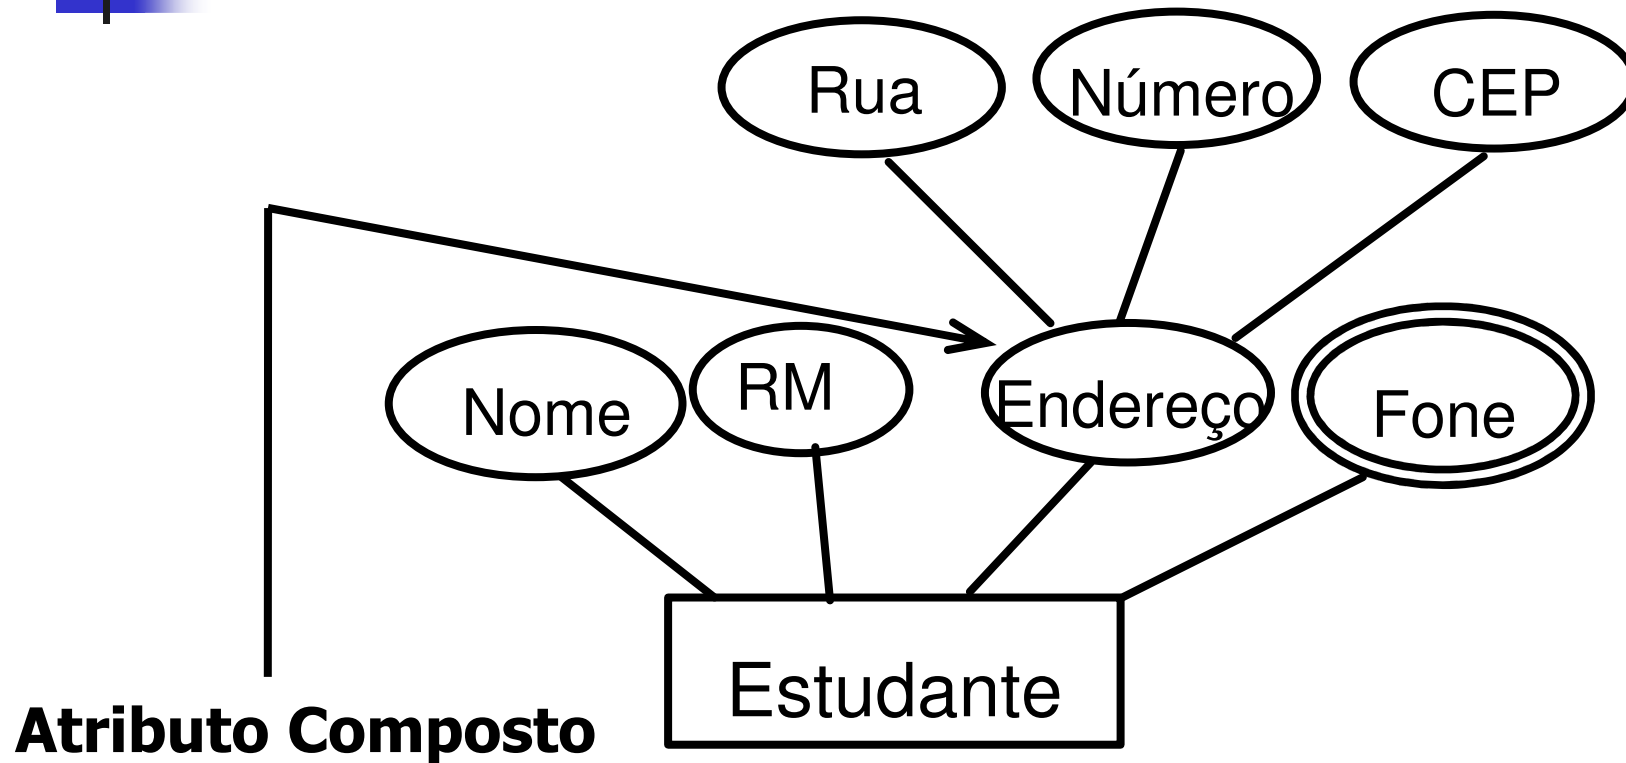 Rua
Número
CEP
Nome
RM
Endereço
Fone
Estudante
Atributo Composto